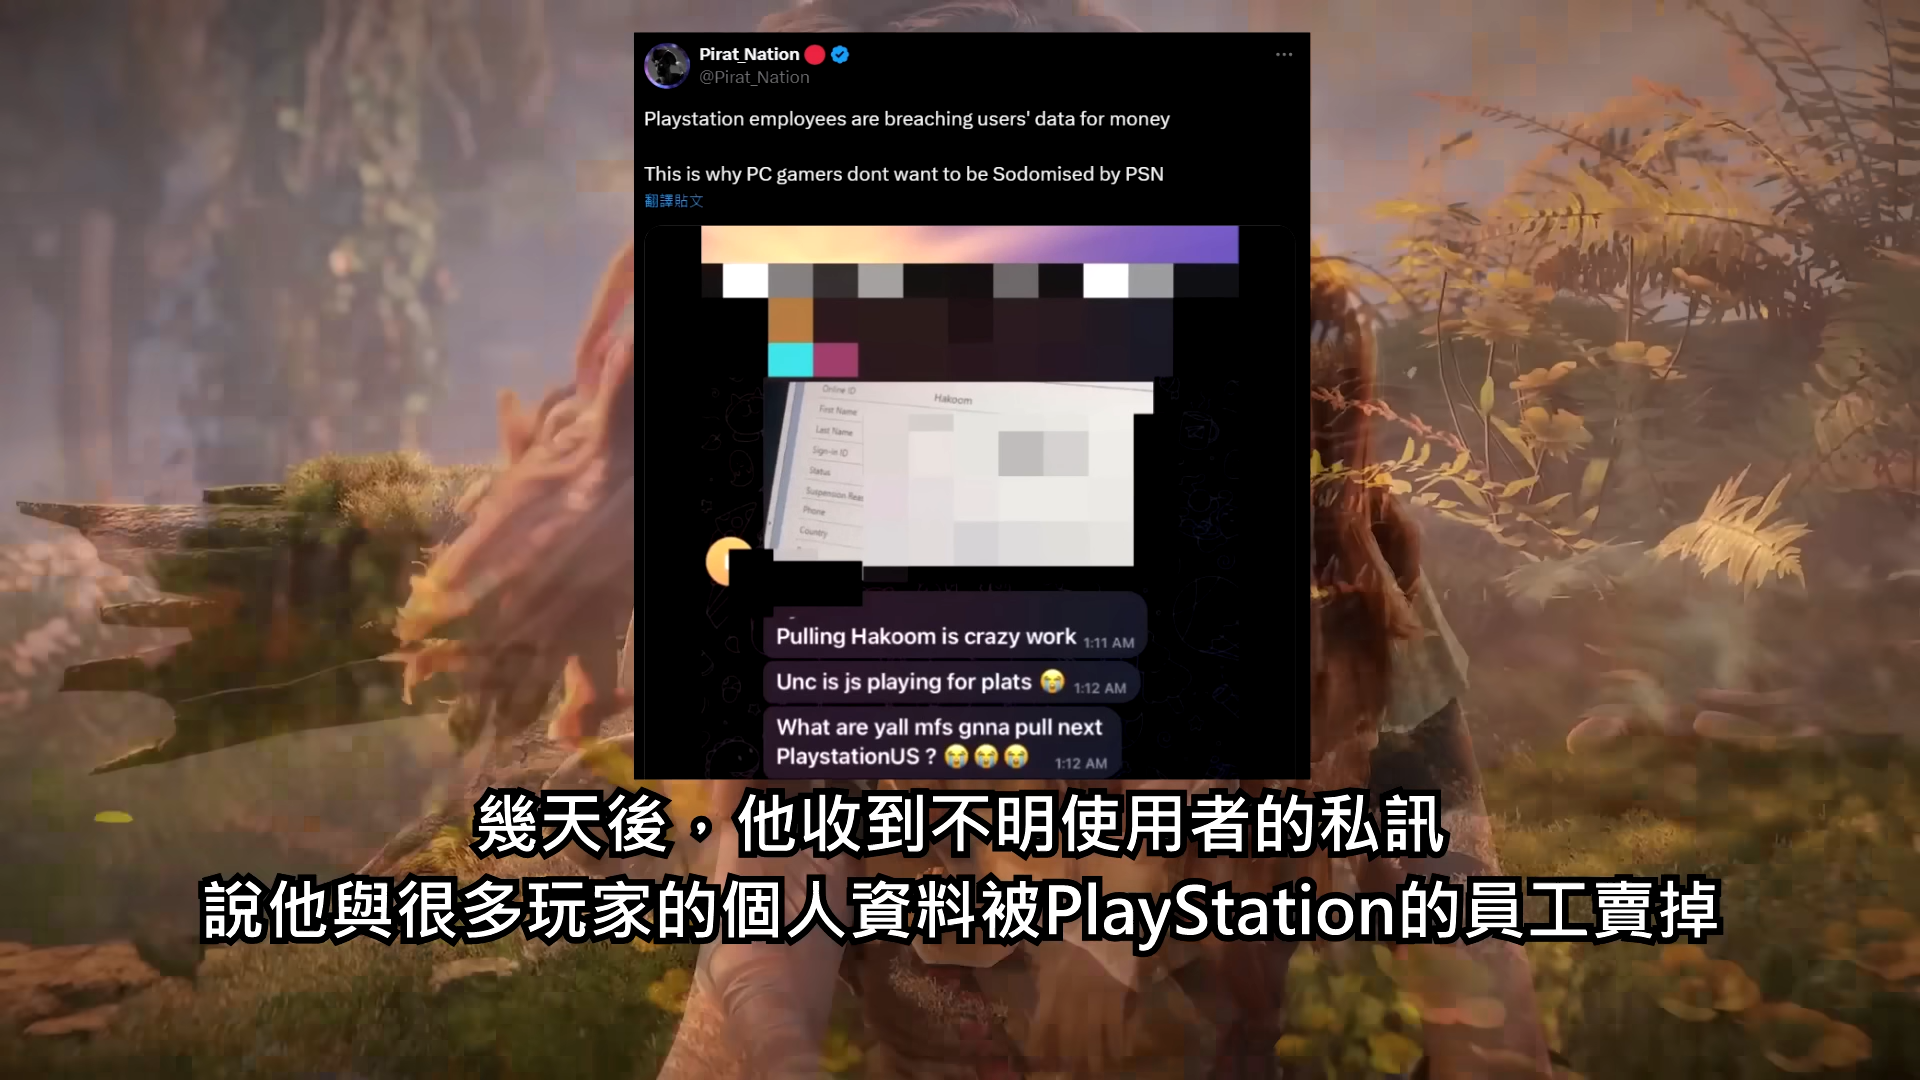 Pirat_Nation
@Pirat_Nation
Playstation employees are breaching users' data for money
This is why PC gamers dont want to be Sodomised by PSN
翻譯貼文
Online ID Hakoom
First Name
Last Name
Sign-in ID
Status
Suspension Reas
Phone
Country
Pulling Hakoom is crazy work 1:11 AM
Unc is js playing for plats 😭 1:12 AM
What are yall mfs gnna pull next
PlaystationUS ? 😭😭😭 1:12 AM
幾天後，他收到不明使用者的私訊
說他與很多玩家的個人資料被PlayStation的員工賣掉